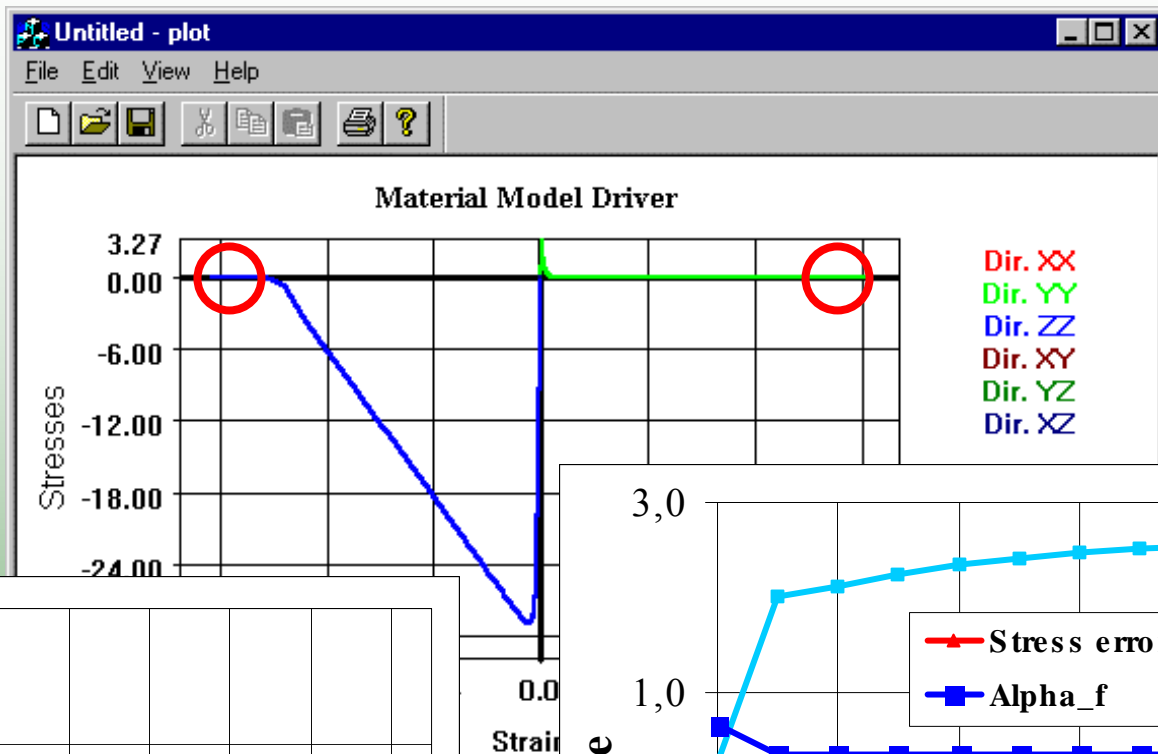 Untitled - plot
File Edit View Help
Material Model Driver
3.27
0.00
-6.00
-12.00
-18.00
-24.00
Stresses
0.0
Strair
Dir. XX
Dir. YY
Dir. ZZ
Dir. XY
Dir. YZ
Dir. XZ
3,0
1,0
e
Stress erro
Alpha_f